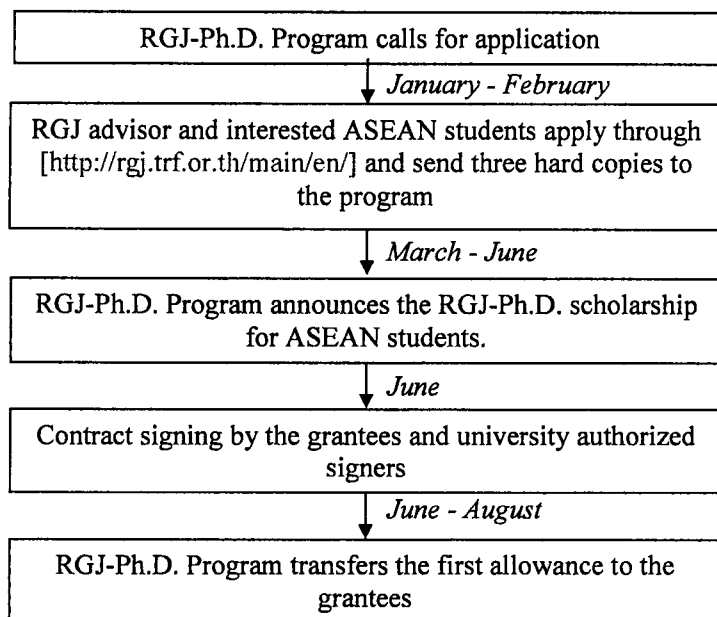 RGJ-Ph.D. Program calls for application
January - February
RGJ advisor and interested ASEAN students apply through
[http://rgj.trf.or.th/main/en/] and send three hard copies to
the program
March - June
RGJ-Ph.D. Program announces the RGJ-Ph.D. scholarship
for ASEAN students.
June
Contract signing by the grantees and university authorized
signers
June - August
RGJ-Ph.D. Program transfers the first allowance to the
grantees